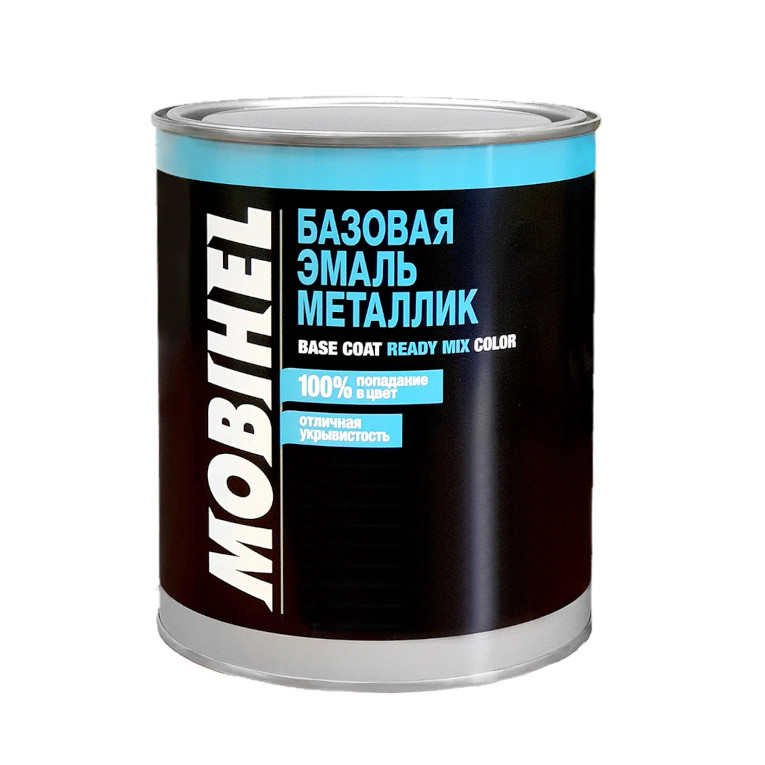 MOBIHEL
БАЗОВАЯ
ЭМАЛЬ
МЕТАЛЛИК
BASE COAT READY MIX COLOR
100% попадание
в цвет
отличная
укрывистость